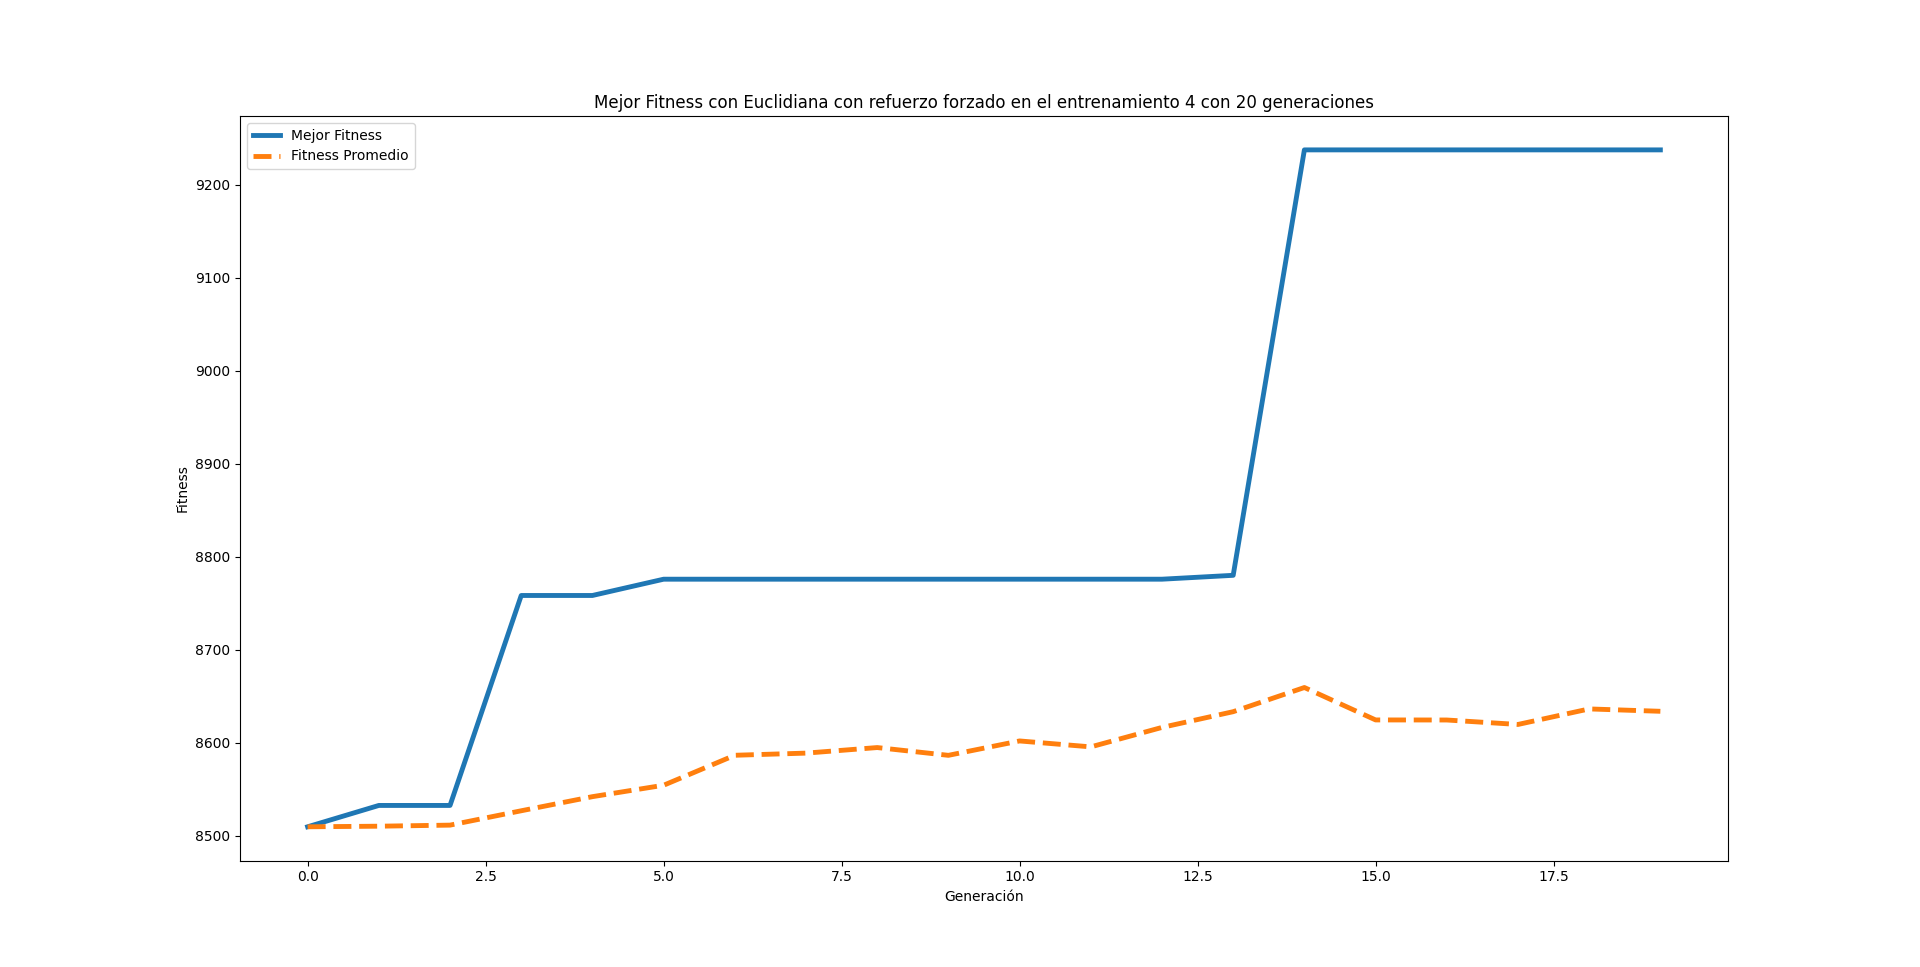 Mejor Fitness con Euclidiana con refuerzo forzado en el entrenamiento 4 con 20 generaciones
Mejor Fitness
Fitness Promedio
9200
9100
9000
8900
8800
8700
8600
8500
Fitness
0.0 2.5 5.0 7.5 10.0 12.5 15.0 17.5
Generación